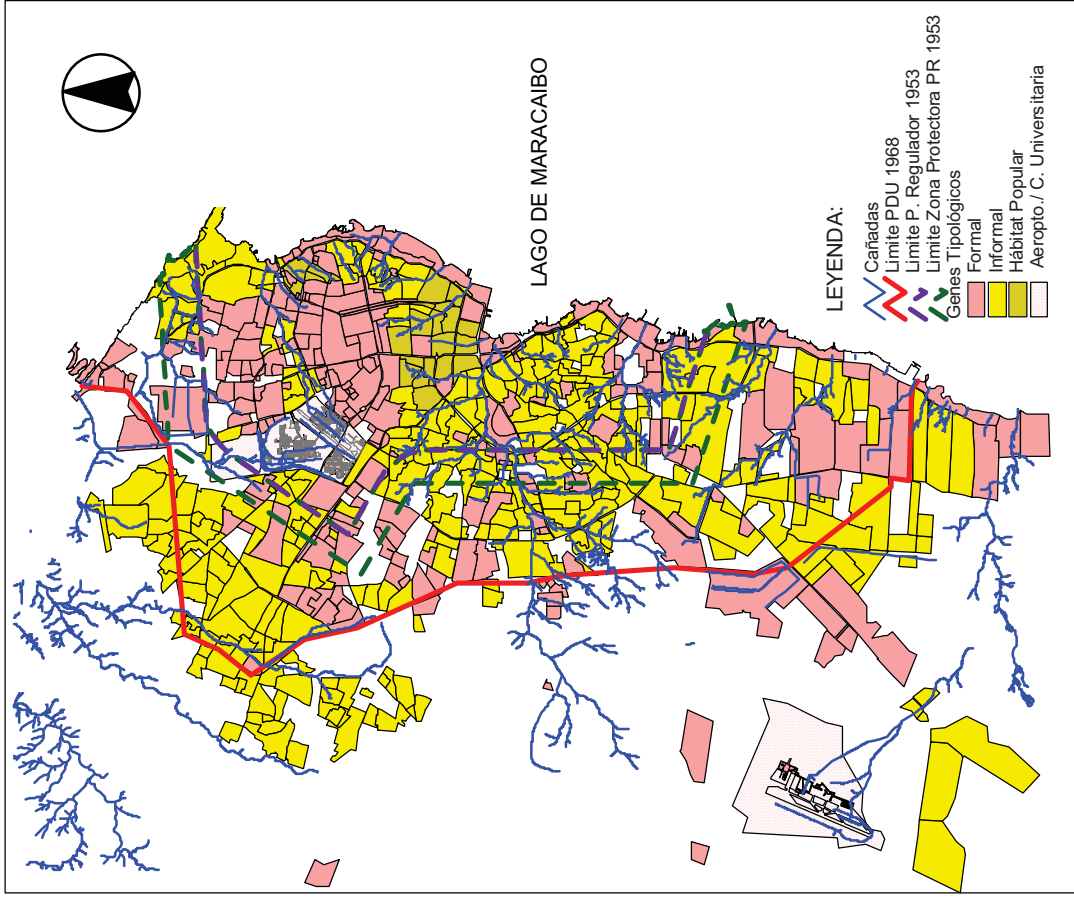 LAGO DE MARACAIBO
LEYENDA:
Cañadas
Limite PDU 1968
Limite P. Regulador 1953
Limite Zona Protectora PR 1953
Genes Tipológicos
Formal
Informal
Hábitat Popular
Aeropto./ C. Universitaria